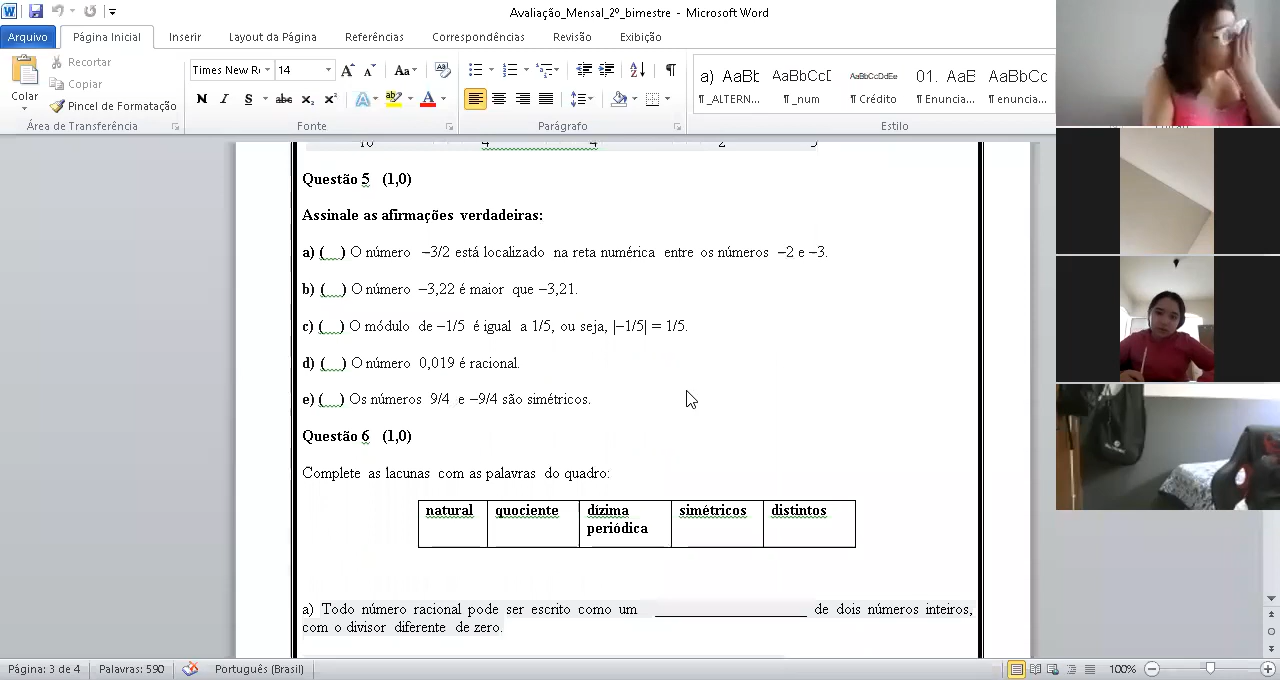 Avaliação_Mensal_2º_bimestre - Microsoft Word
Arquivo Página Inicial Inserir Layout da Página Referências Correspondências Revisão Exibição
Recortar
Copiar
Pincel de Formatação
Colar
Área de Transferência
Times New R 14
N I S abc x₂ x²
Fonte
Parágrafo
a) AaBb AaBbCcD AaBbCcDdEe 01. AaE AaBbCc
¶ _ALTERN... ¶ _num ¶ Crédito ¶ Enuncia... ¶ enuncia...
Estilo
Questão 5 (1,0)
Assinale as afirmações verdadeiras:
a) (__) O número −3/2 está localizado na reta numérica entre os números −2 e −3.
b) (__) O número −3,22 é maior que −3,21.
c) (__) O módulo de −1/5 é igual a 1/5, ou seja, |−1/5| = 1/5.
d) (__) O número 0,019 é racional.
e) (__) Os números 9/4 e −9/4 são simétricos.
Questão 6 (1,0)
Complete as lacunas com as palavras do quadro:
natural quociente dízima periódica simétricos distintos
a) Todo número racional pode ser escrito como um ____________________ de dois números inteiros,
com o divisor diferente de zero.
Página: 3 de 4 Palavras: 590 Português (Brasil) 100%